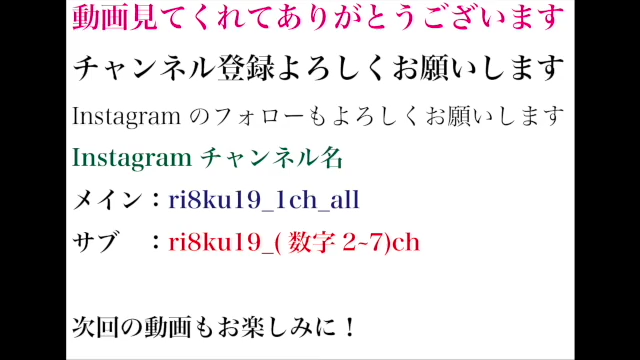 動画見てくれてありがとうございます
チャンネル登録よろしくお願いします
Instagram のフォローもよろしくお願いします
Instagram チャンネル名
メイン：ri8ku19_1ch_all
サブ　：ri8ku19_( 数字 2~7)ch
次回の動画もお楽しみに！